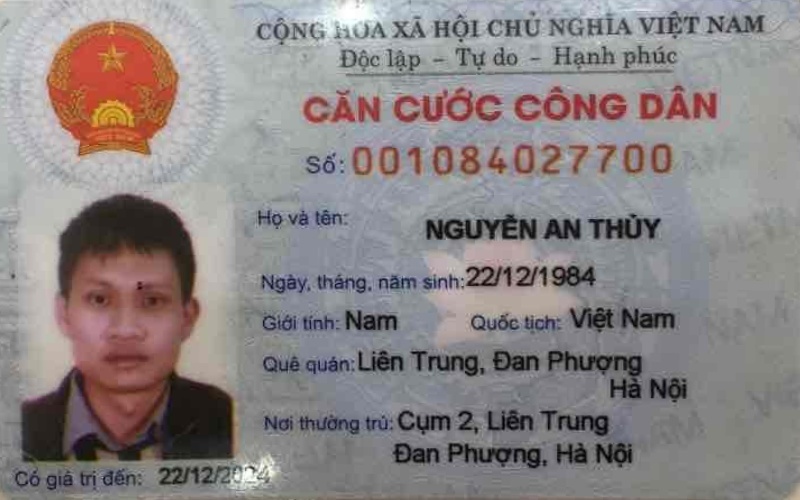 CỘNG HÒA XÃ HỘI CHỦ NGHĨA VIỆT NAM
Độc lập - Tự do - Hạnh phúc
CĂN CƯỚC CÔNG DÂN
Số: 001084027700
Họ và tên: NGUYỄN AN THỦY
Ngày, tháng, năm sinh: 22/12/1984
Giới tính: Nam Quốc tịch: Việt Nam
Quê quán: Liên Trung, Đan Phượng
Hà Nội
Nơi thường trú: Cụm 2, Liên Trung
Đan Phượng, Hà Nội
Có giá trị đến: 22/12/2024